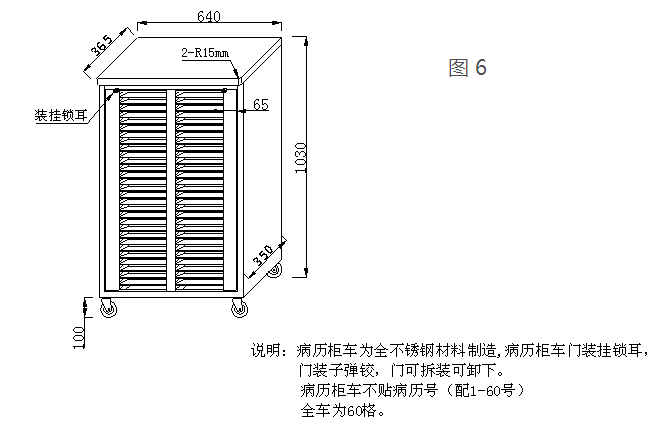 640
365
2-R15mm
图 6
装挂锁耳
65
1030
350
100
说明：病历柜车为全不锈钢材料制造,病历柜车门装挂锁耳，
门装子弹铰，门可拆装可卸下。
病历柜车不贴病历号（配1-60号）
全车为60格。